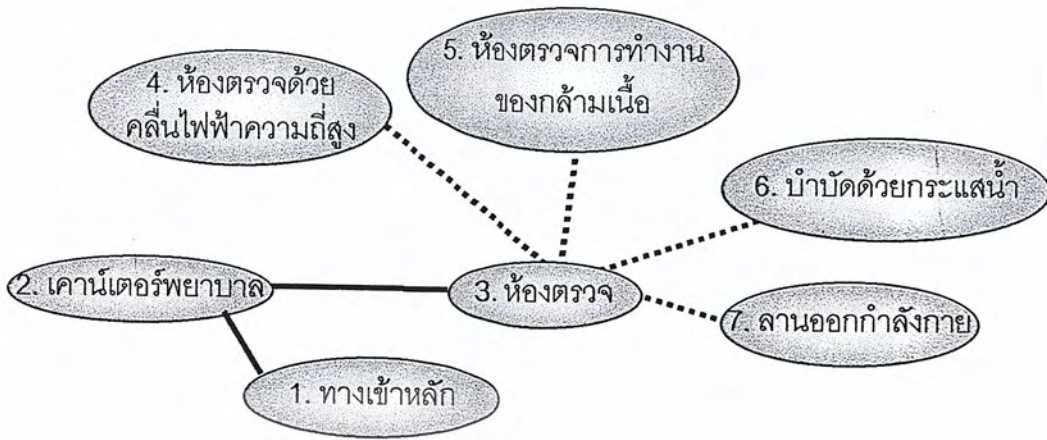 5. ห้องตรวจการทำงาน
ของกล้ามเนื้อ
4. ห้องตรวจด้วย
คลื่นไฟฟ้าความถี่สูง
6. บำบัดด้วยกระแสน้ำ
2. เคาน์เตอร์พยาบาล
3. ห้องตรวจ
7. ลานออกกำลังกาย
1. ทางเข้าหลัก